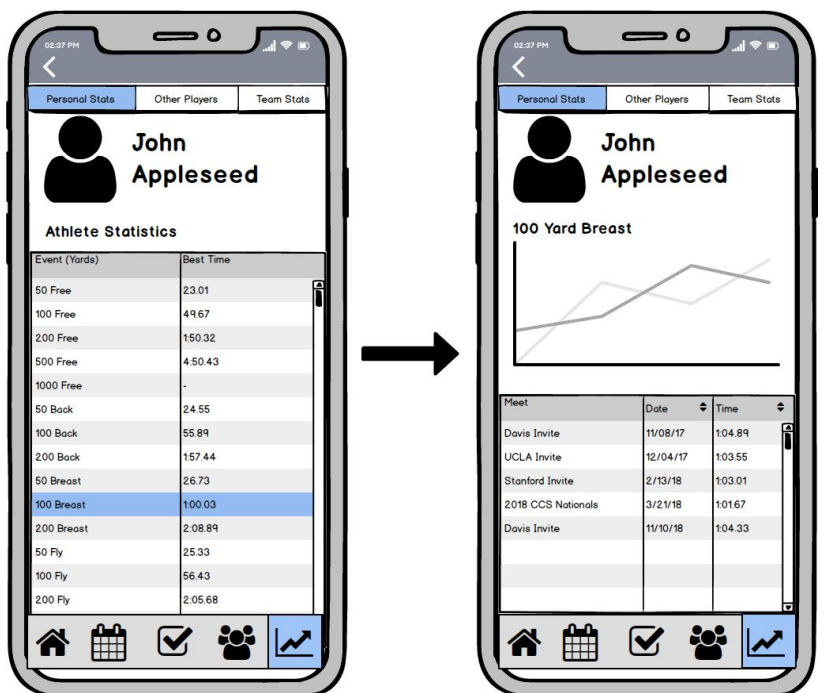 02:37 PM
Personal Stats Other Players Team Stats
John
Appleseed
Athlete Statistics
Event (Yards) Best Time
50 Free 23.01
100 Free 49.67
200 Free 1:50.32
500 Free 4:50.43
1000 Free -
50 Back 24.55
100 Back 55.89
200 Back 1:57.44
50 Breast 26.73
100 Breast 1:00.03
200 Breast 2:08.89
50 Fly 25.33
100 Fly 56.43
200 Fly 2:05.68
02:37 PM
Personal Stats Other Players Team Stats
John
Appleseed
100 Yard Breast
Meet Date Time
Davis Invite 11/08/17 1:04.89
UCLA Invite 12/04/17 1:03.55
Stanford Invite 2/13/18 1:03.01
2018 CCS Nationals 3/21/18 1:01.67
Davis Invite 11/10/18 1:04.33